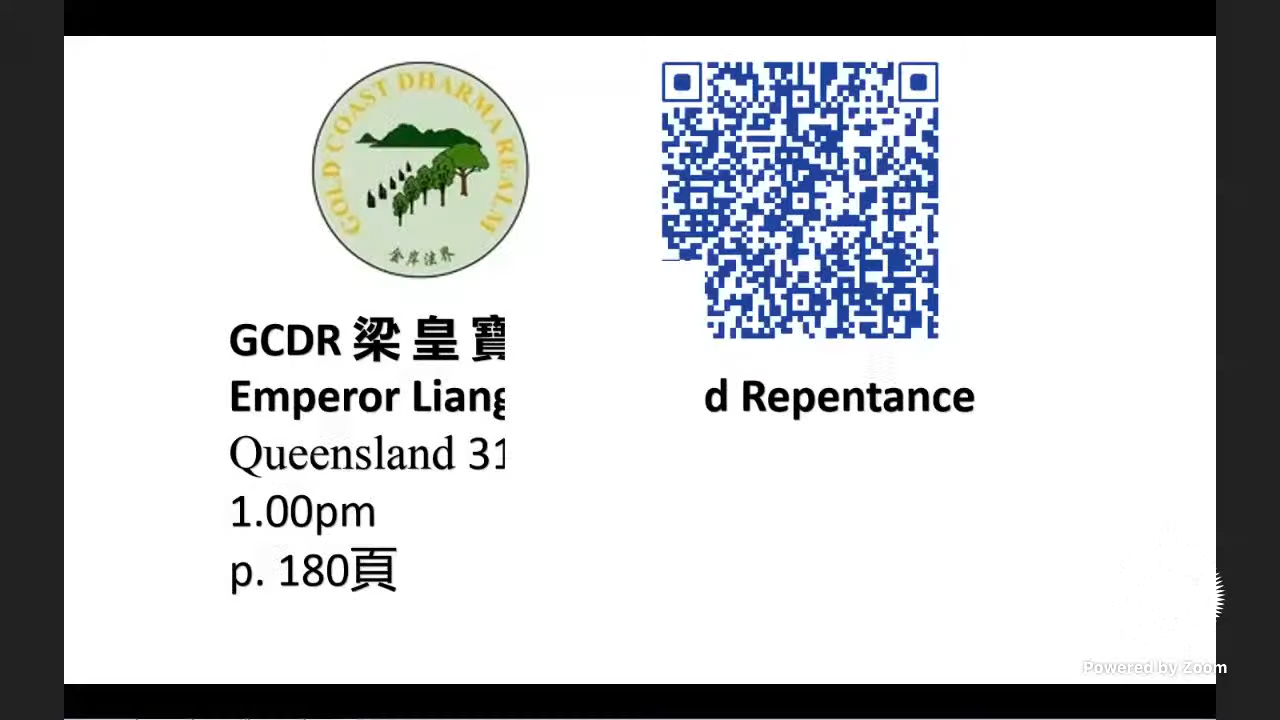 GOLD COAST DHARMA REALM
金岸法界
GCDR 梁 皇 寶
Emperor Liang d Repentance
Queensland 31
1.00pm
p. 180頁
Powered by Zoom